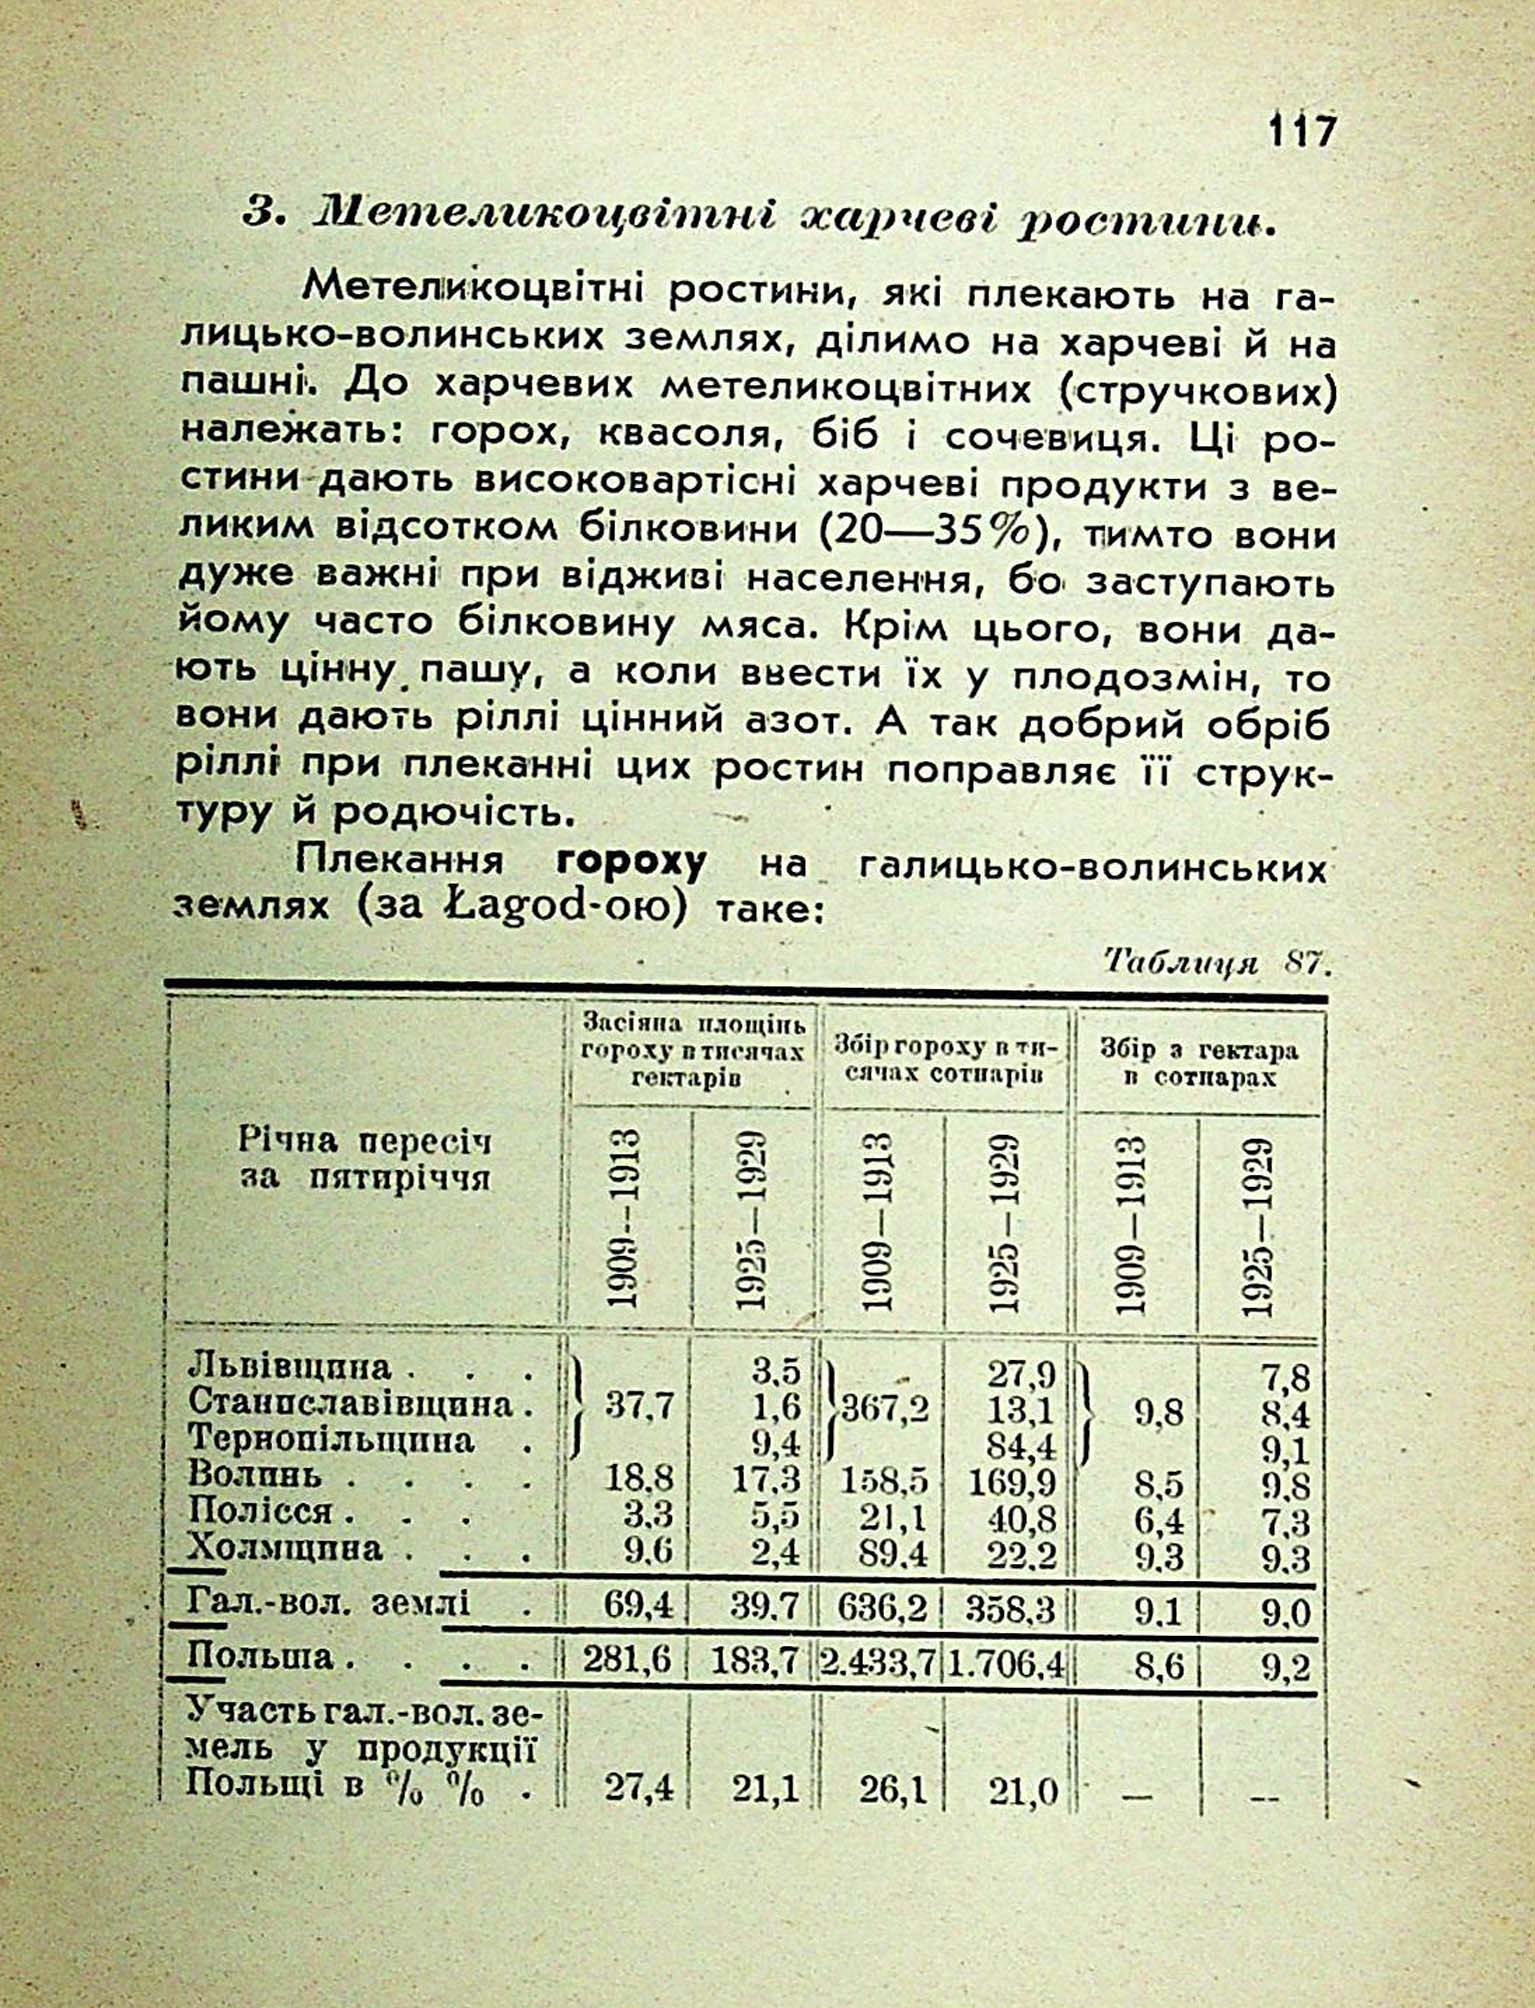 117
3. Метеликоцвітні харчеві ростини.
Метеликоцвітні ростини, які плекають на га-
лицько-волинських землях, ділимо на харчеві й на
пашні. До харчевих метеликоцвітних (стручкових)
належать: горох, квасоля, біб і сочевиця. Ці ро-
стини дають високовартісні харчеві продукти з ве-
ликим відсотком білковини (20—35%), тимто вони
дуже важні при відживі населення, бо заступають
йому часто білковину мяса. Крім цього, вони да-
ють цінну пашу, а коли ввести їх у плодозмін, то
вони дають ріллі цінний азот. А так добрий обріб
ріллі при плеканні цих ростин поправляє її струк-
туру й родючість.
Плекання гороху на галицько-волинських
землях (за Łagod-ою) таке:
Таблиця 87.
Річна пересіч за пятиріччя | Засіяна площінь гороху в тисячах гектарів | Збір гороху в ти-сячах сотнарів | Збір з гектара в сотнарах
1909—1913 | 1925—1929 | 1909—1913 | 1925—1929 | 1909—1913 | 1925—1929
Львівщина . . . 3.5 27,9 7,8
Станиславівщина . } 37,7 1,6 }367,2 13,1 } 9,8 8,4
Тернопільщина . 9,4 84,4 9,1
Волинь . . . . 18.8 17.3 158,5 169,9 8,5 9.8
Полісся . . . 3.3 5,5 21,1 40,8 6,4 7,3
Холмщина . . . 9.6 2,4 89.4 22.2 9.3 9.3
Гал.-вол. землі . 69,4 39.7 636,2 358,3 9.1 9,0
Польша . . . . 281,6 183,7 2.433,7 1.706,4 8,6 9,2
Участь гал.-вол. зе-
мель у продукції
Польщі в % % . 27,4 21,1 26,1 21,0 — —